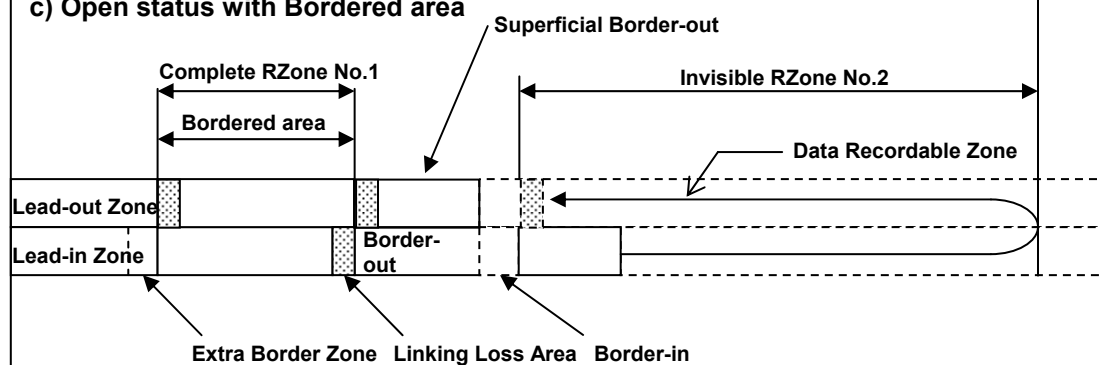 c) Open status with Bordered area
Superficial Border-out
Complete RZone No.1
Invisible RZone No.2
Bordered area
Data Recordable Zone
Lead-out Zone
Lead-in Zone
Border-
out
Extra Border Zone
Linking Loss Area
Border-in